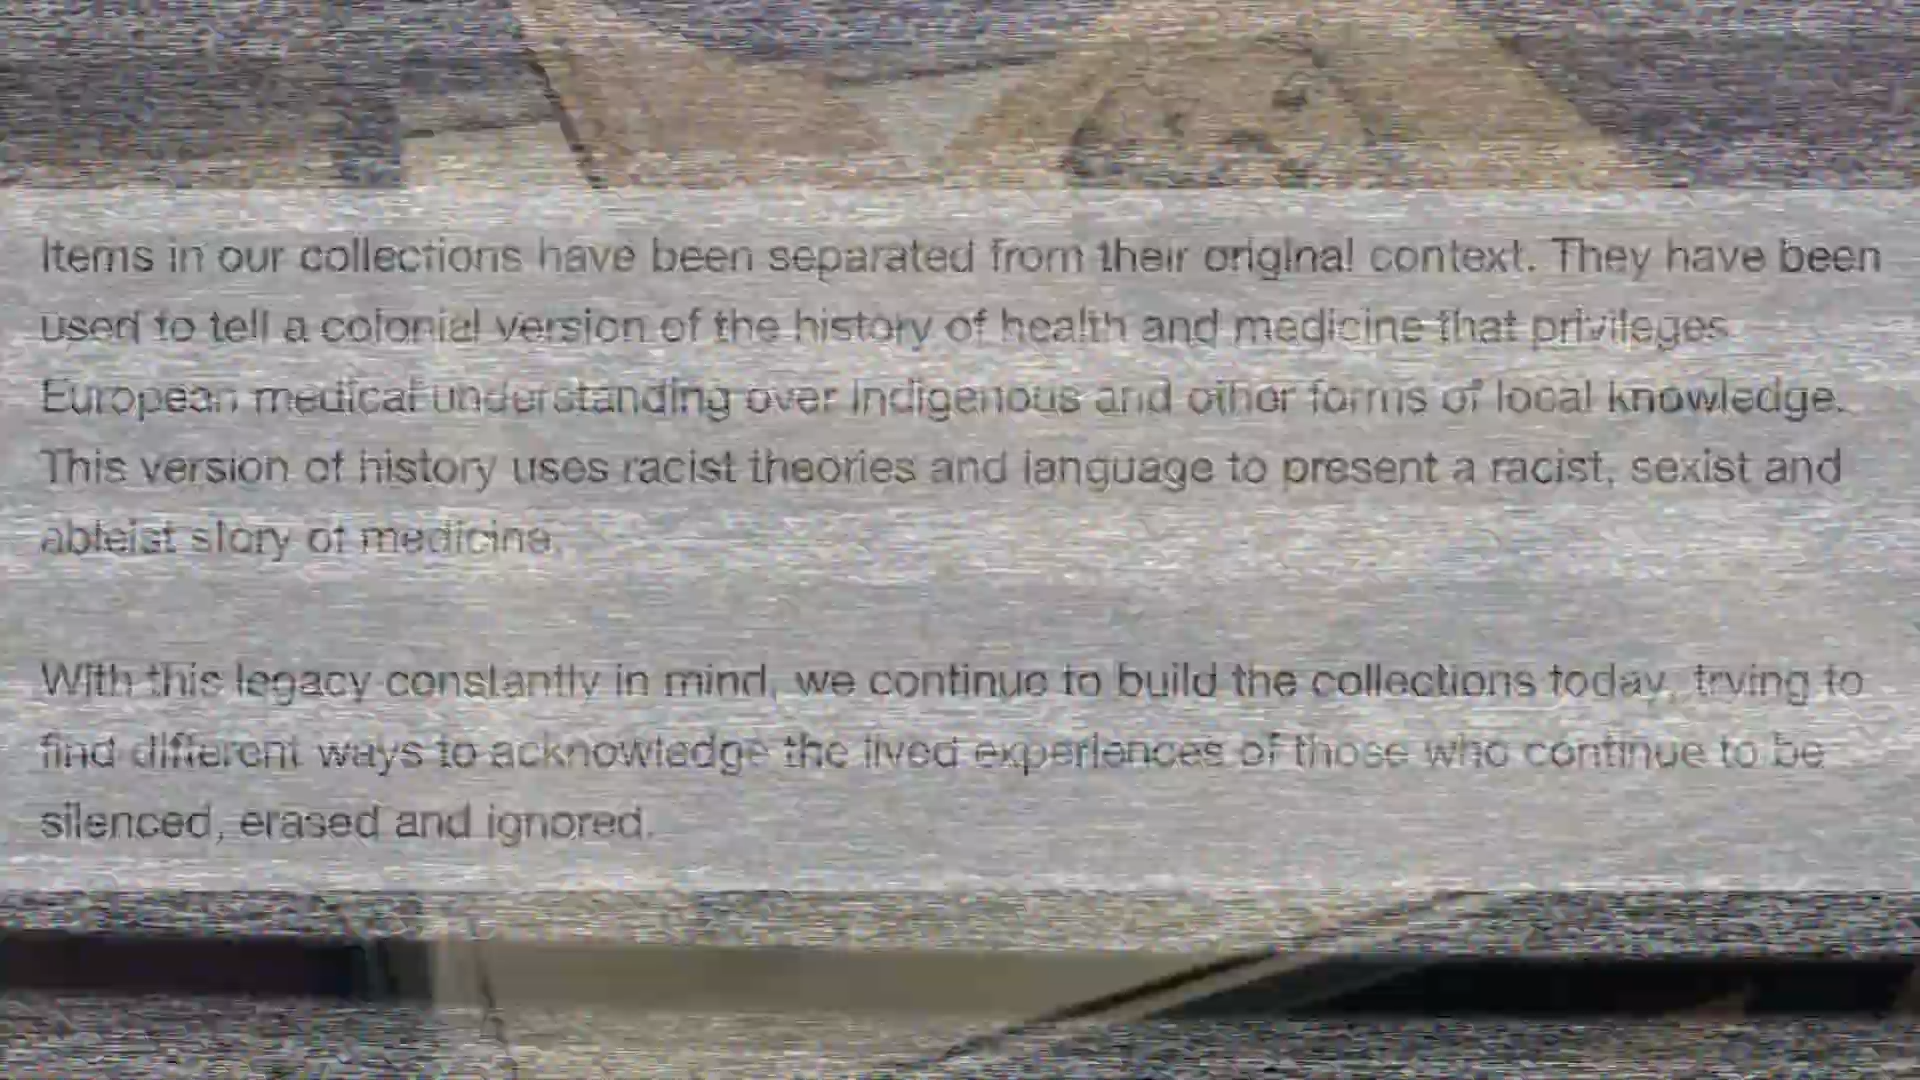 Items in our collections have been separated from their original context. They have been
used to tell a colonial version of the history of health and medicine that privileges
European medical understanding over Indigenous and other forms of local knowledge.
This version of history uses racist theories and language to present a racist, sexist and
ableist story of medicine.
With this legacy constantly in mind, we continue to build the collections today, trying to
find different ways to acknowledge the lived experiences of those who continue to be
silenced, erased and ignored.